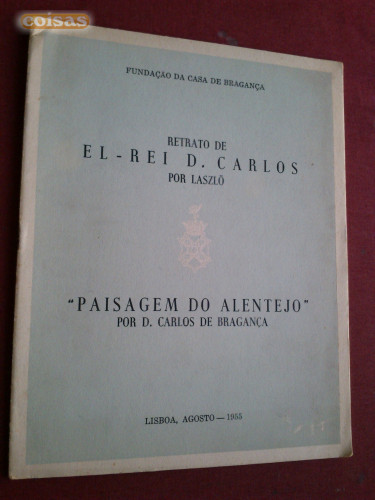 coisas
FUNDAÇÃO DA CASA DE BRAGANÇA
RETRATO DE
EL-REI D. CARLOS
POR LASZLÖ
"PAISAGEM DO ALENTEJO"
POR D. CARLOS DE BRAGANÇA
LISBOA, AGOSTO — 1955